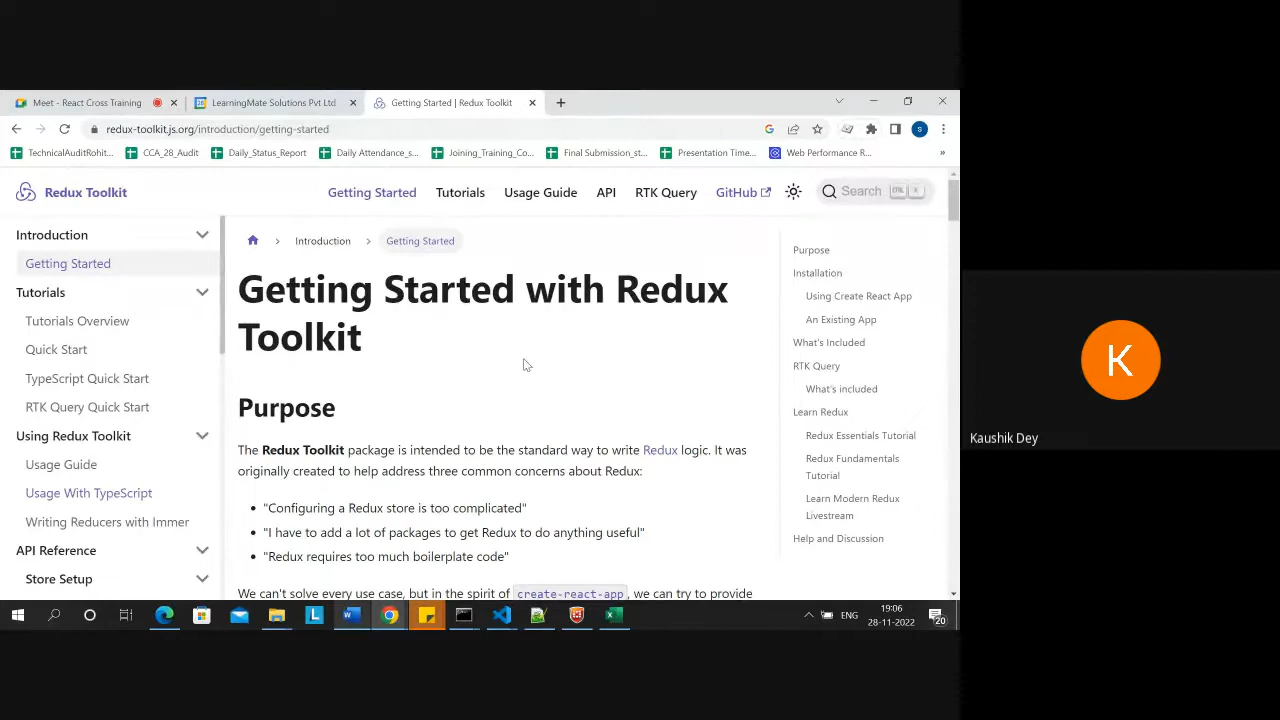 Meet - React Cross Training
LearningMate Solutions Pvt Ltd
Getting Started | Redux Toolkit
redux-toolkit.js.org/introduction/getting-started
TechnicalAuditRohit...
CCA_28_Audit
Daily_Status_Report
Daily Attendance_s...
Joining_Training_Co...
Final Submission_st...
Presentation Time...
Web Performance R...
»
Redux Toolkit
Getting Started
Tutorials
Usage Guide
API
RTK Query
GitHub
Search
CTRL K
Introduction
Getting Started
Tutorials
Tutorials Overview
Quick Start
TypeScript Quick Start
RTK Query Quick Start
Using Redux Toolkit
Usage Guide
Usage With TypeScript
Writing Reducers with Immer
API Reference
Store Setup
Introduction
Getting Started
Getting Started with Redux
Toolkit
Purpose
The Redux Toolkit package is intended to be the standard way to write Redux logic. It was
originally created to help address three common concerns about Redux:
• "Configuring a Redux store is too complicated"
• "I have to add a lot of packages to get Redux to do anything useful"
• "Redux requires too much boilerplate code"
We can't solve every use case, but in the spirit of create-react-app, we can try to provide
Purpose
Installation
Using Create React App
An Existing App
What's Included
RTK Query
What's included
Learn Redux
Redux Essentials Tutorial
Redux Fundamentals
Tutorial
Learn Modern Redux
Livestream
Help and Discussion
K
Kaushik Dey
ENG
19:06
28-11-2022
20